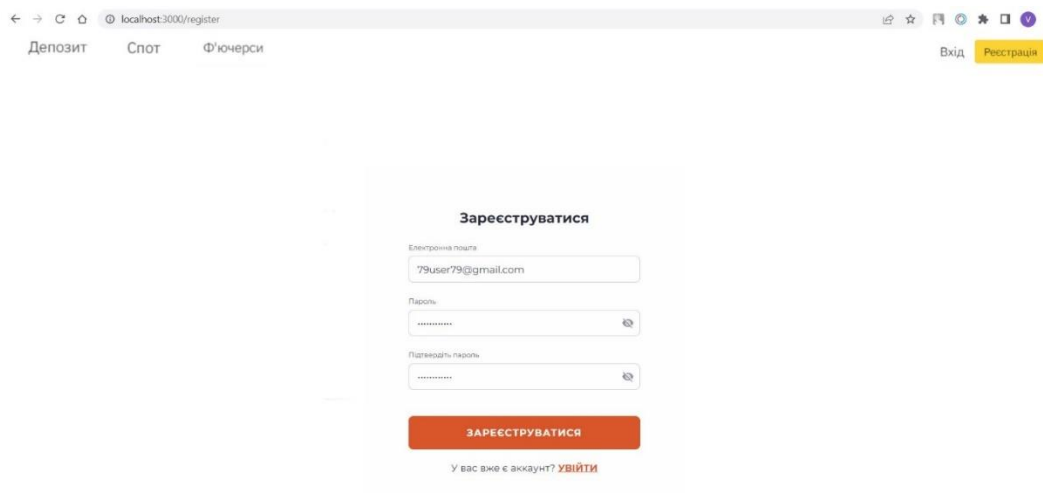 localhost:3000/register
V
Депозит Спот Ф'ючерси Вхід Реєстрація
Зареєструватися
Електронна пошта
79user79@gmail.com
Пароль
............
Підтвердіть пароль
............
ЗАРЕЄСТРУВАТИСЯ
У вас вже є аккаунт? УВІЙТИ